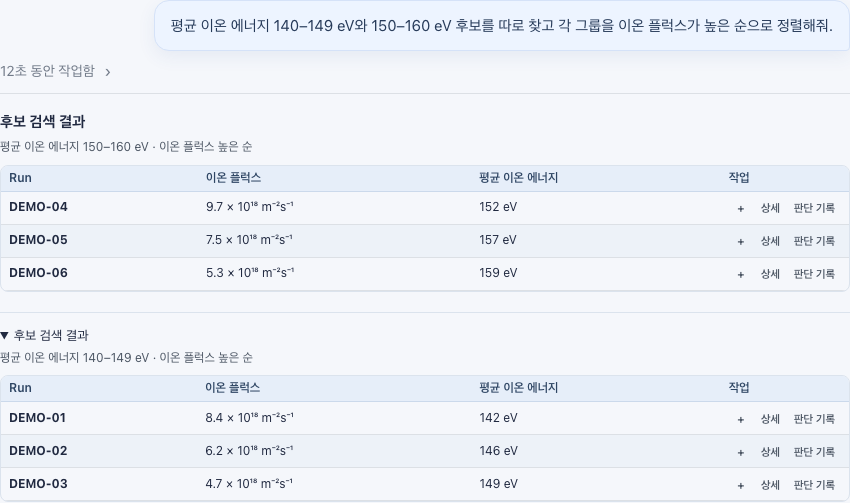 평균 이온 에너지 140–149 eV와 150–160 eV 후보를 따로 찾고 각 그룹을 이온 플럭스가 높은 순으로 정렬해줘.
12초 동안 작업함 ›
후보 검색 결과
평균 이온 에너지 150–160 eV · 이온 플럭스 높은 순
Run 이온 플럭스 평균 이온 에너지 작업
DEMO-04 9.7 × 10¹⁸ m⁻²s⁻¹ 152 eV + 상세 판단 기록
DEMO-05 7.5 × 10¹⁸ m⁻²s⁻¹ 157 eV + 상세 판단 기록
DEMO-06 5.3 × 10¹⁸ m⁻²s⁻¹ 159 eV + 상세 판단 기록
▼ 후보 검색 결과
평균 이온 에너지 140–149 eV · 이온 플럭스 높은 순
Run 이온 플럭스 평균 이온 에너지 작업
DEMO-01 8.4 × 10¹⁸ m⁻²s⁻¹ 142 eV + 상세 판단 기록
DEMO-02 6.2 × 10¹⁸ m⁻²s⁻¹ 146 eV + 상세 판단 기록
DEMO-03 4.7 × 10¹⁸ m⁻²s⁻¹ 149 eV + 상세 판단 기록